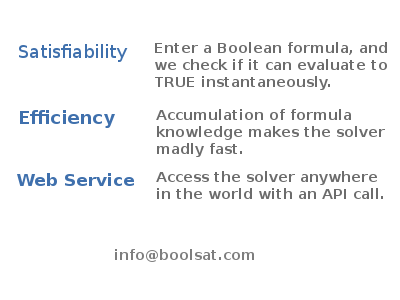 Satisfiability
Enter a Boolean formula, and
we check if it can evaluate to
TRUE instantaneously.
Efficiency
Accumulation of formula
knowledge makes the solver
madly fast.
Web Service
Access the solver anywhere
in the world with an API call.
info@boolsat.com